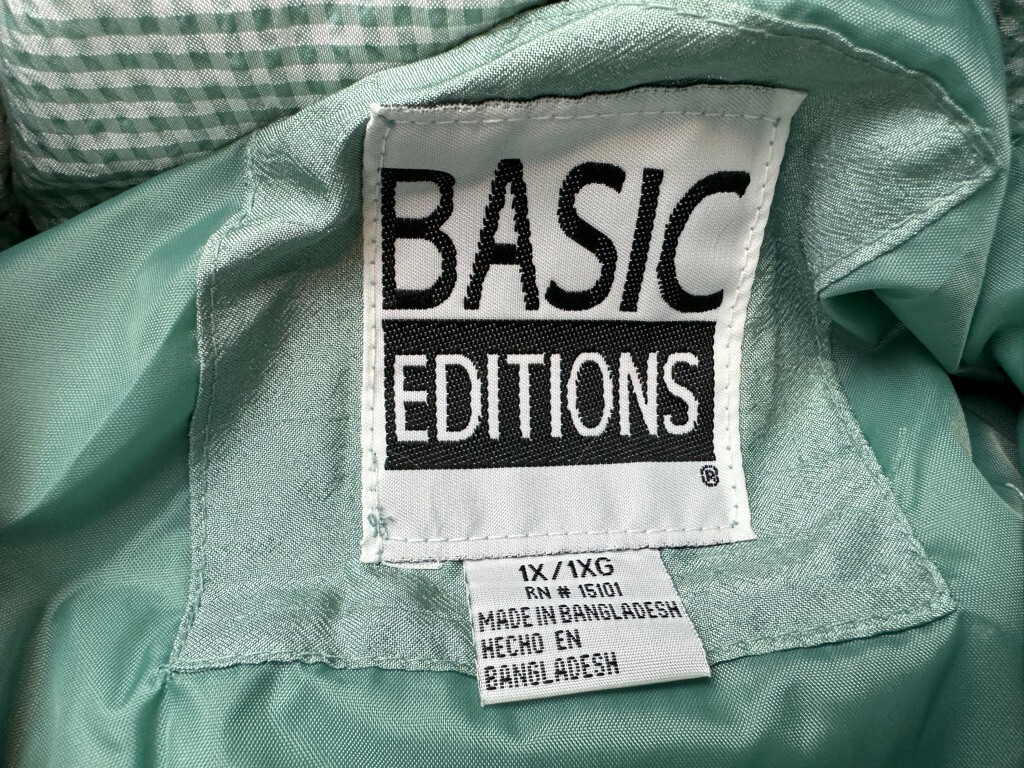 BASIC
EDITIONS
®
1X/1XG
RN # 15101
MADE IN BANGLADESH
HECHO EN
BANGLADESH